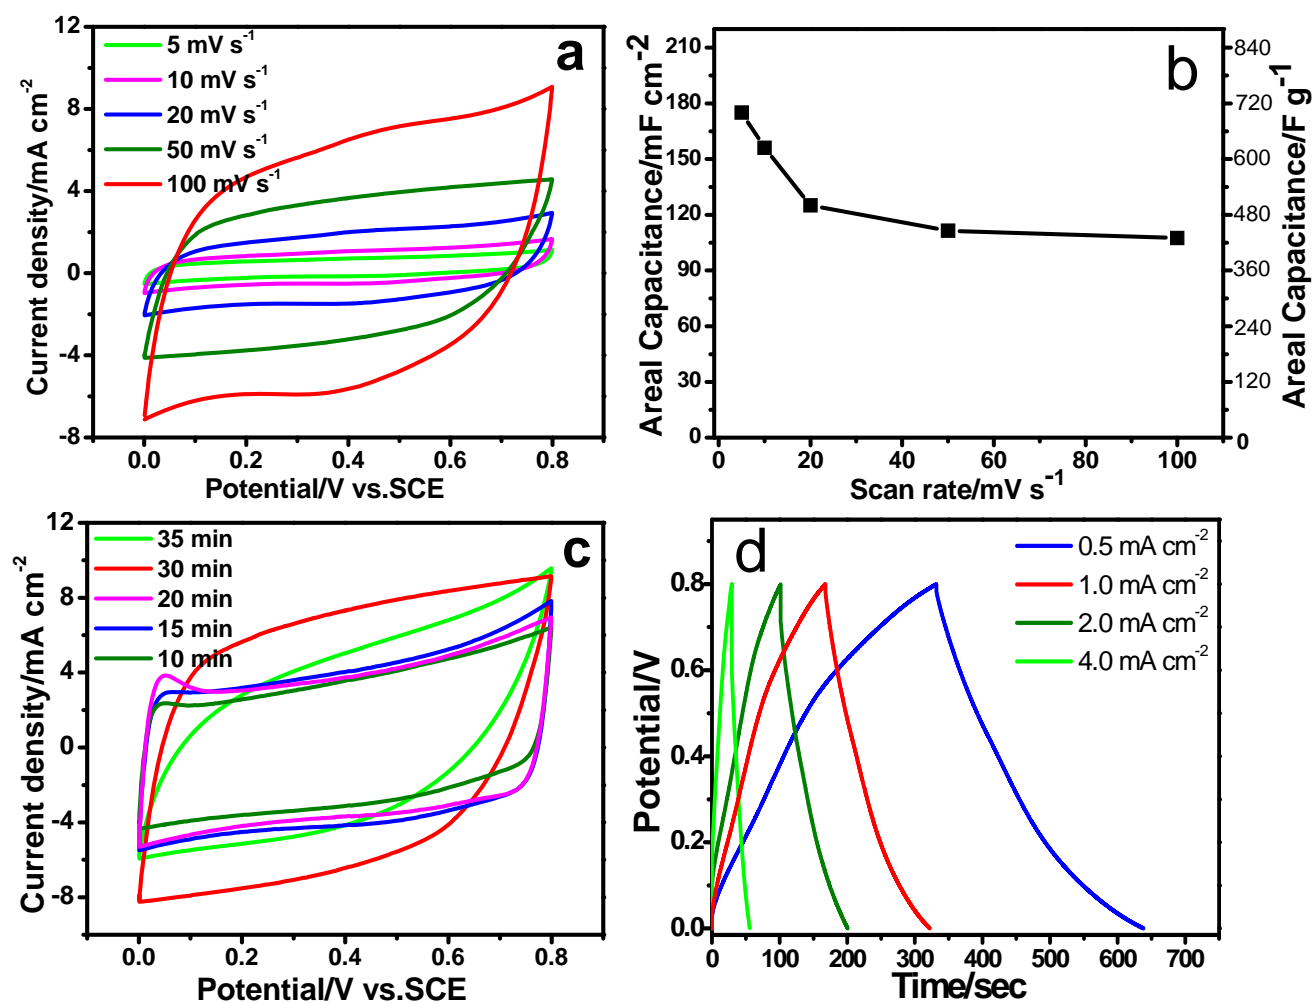 a
5 mV s⁻¹
10 mV s⁻¹
20 mV s⁻¹
50 mV s⁻¹
100 mV s⁻¹
12
8
4
0
-4
-8
Current density/mA cm⁻²
0.0 0.2 0.4 0.6 0.8
Potential/V vs.SCE
b
210
180
150
120
90
60
30
0
Areal Capacitance/mF cm⁻²
840
720
600
480
360
240
120
0
Areal Capacitance/F g⁻¹
0 20 40 60 80 100
Scan rate/mV s⁻¹
c
35 min
30 min
20 min
15 min
10 min
12
8
4
0
-4
-8
Current density/mA cm⁻²
0.0 0.2 0.4 0.6 0.8
Potential/V vs.SCE
d
0.5 mA cm⁻²
1.0 mA cm⁻²
2.0 mA cm⁻²
4.0 mA cm⁻²
0.8
0.6
0.4
0.2
0.0
Potential/V
0 100 200 300 400 500 600 700
Time/sec